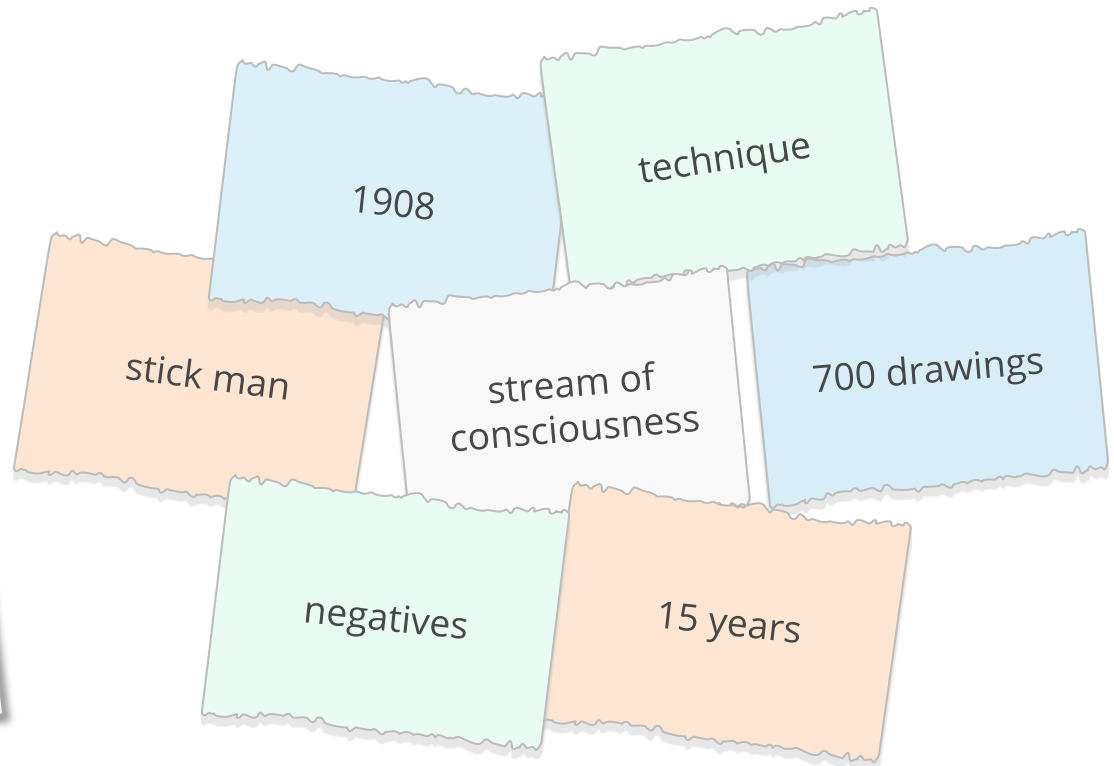 1908
technique
stick man
stream of
consciousness
700 drawings
negatives
15 years